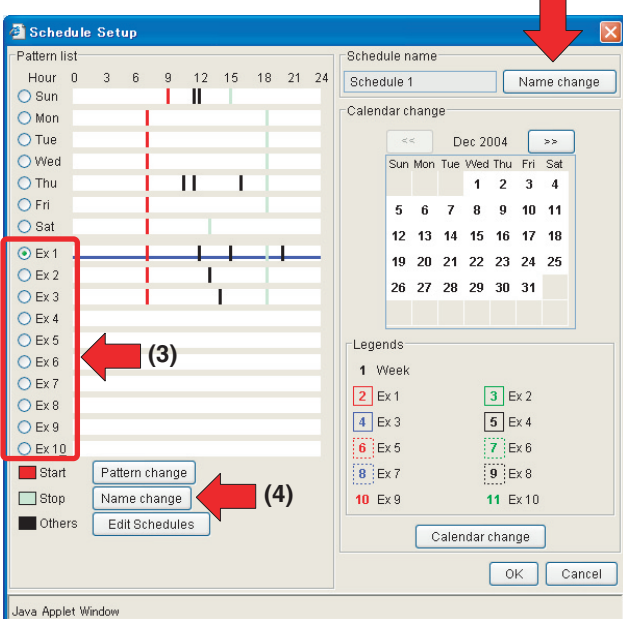 Schedule Setup
Pattern list
Hour 0 3 6 9 12 15 18 21 24
Sun
Mon
Tue
Wed
Thu
Fri
Sat
Ex 1
Ex 2
Ex 3
Ex 4
Ex 5
Ex 6
Ex 7
Ex 8
Ex 9
Ex 10
(3)
Start
Pattern change
Stop
Name change
(4)
Others
Edit Schedules
Schedule name
Schedule 1
Name change
Calendar change
<< Dec 2004 >>
Sun Mon Tue Wed Thu Fri Sat
1 2 3 4
5 6 7 8 9 10 11
12 13 14 15 16 17 18
19 20 21 22 23 24 25
26 27 28 29 30 31
Legends
1 Week
2 Ex 1 3 Ex 2
4 Ex 3 5 Ex 4
6 Ex 5 7 Ex 6
8 Ex 7 9 Ex 8
10 Ex 9 11 Ex 10
Calendar change
OK Cancel
Java Applet Window